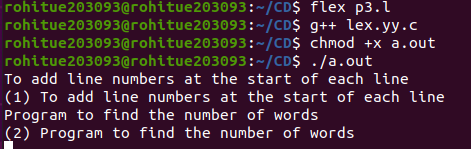 rohitue203093@rohitue203093:~/CD$ flex p3.l
rohitue203093@rohitue203093:~/CD$ g++ lex.yy.c
rohitue203093@rohitue203093:~/CD$ chmod +x a.out
rohitue203093@rohitue203093:~/CD$ ./a.out
To add line numbers at the start of each line
(1) To add line numbers at the start of each line
Program to find the number of words
(2) Program to find the number of words